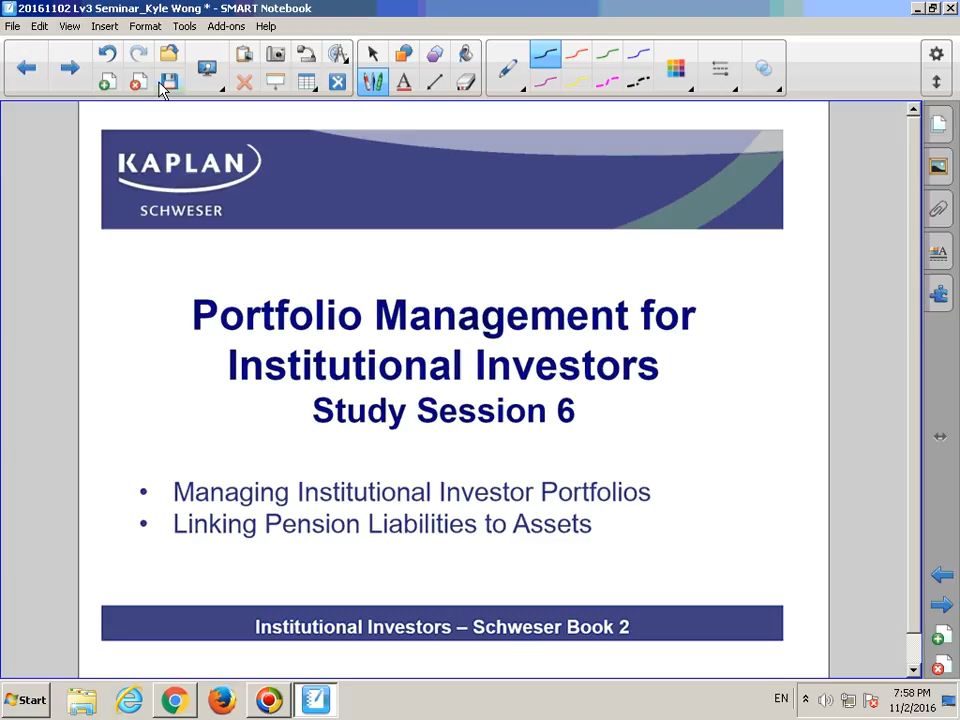 20161102 Lv3 Seminar_Kyle Wong * - SMART Notebook
File Edit View Insert Format Tools Add-ons Help
KAPLAN
SCHWESER
Portfolio Management for
Institutional Investors
Study Session 6
• Managing Institutional Investor Portfolios
• Linking Pension Liabilities to Assets
Institutional Investors – Schweser Book 2
Start
EN
7:58 PM
11/2/2016